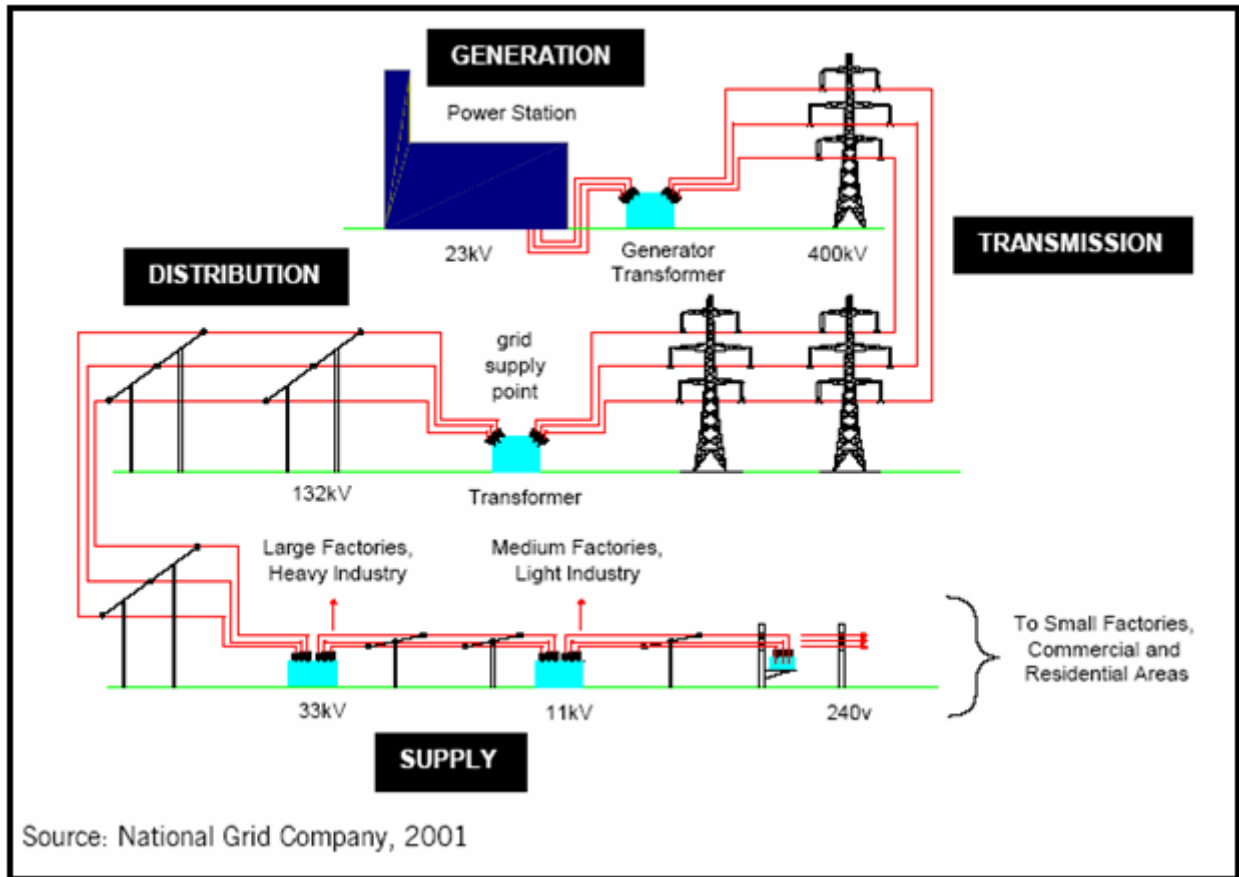 GENERATION
Power Station
23kV
Generator
Transformer
400kV
TRANSMISSION
DISTRIBUTION
grid
supply
point
132kV
Transformer
Large Factories,
Heavy Industry
Medium Factories,
Light Industry
To Small Factories,
Commercial and
Residential Areas
33kV
11kV
240v
SUPPLY
Source: National Grid Company, 2001